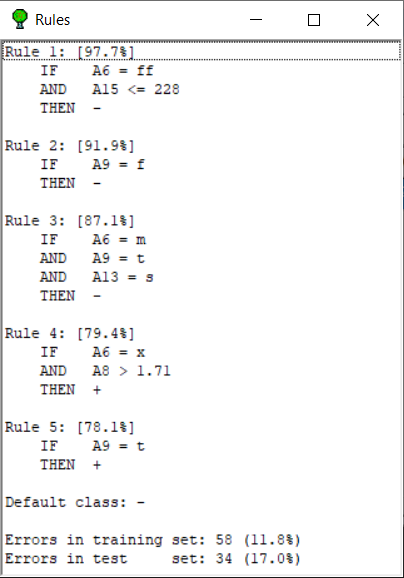 Rules
Rule 1: [97.7%]
IF A6 = ff
AND A15 <= 228
THEN -
Rule 2: [91.9%]
IF A9 = f
THEN -
Rule 3: [87.1%]
IF A6 = m
AND A9 = t
AND A13 = s
THEN -
Rule 4: [79.4%]
IF A6 = x
AND A8 > 1.71
THEN +
Rule 5: [78.1%]
IF A9 = t
THEN +
Default class: -
Errors in training set: 58 (11.8%)
Errors in test set: 34 (17.0%)